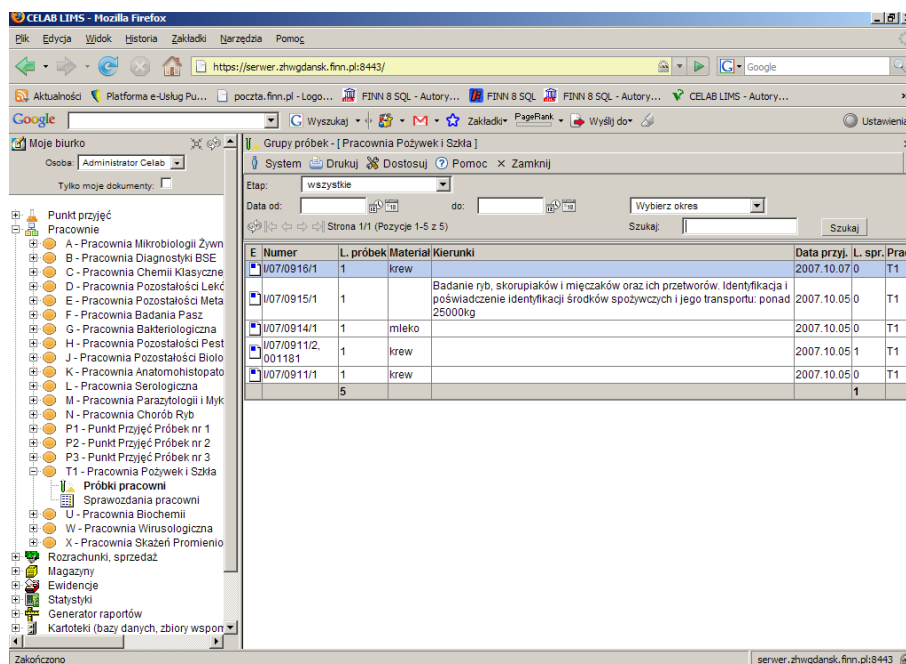 CELAB LIMS - Mozilla Firefox
Plik Edycja Widok Historia Zakładki Narzędzia Pomoc
https://serwer.zhwgdansk.finn.pl:8443/
Google
Aktualności Platforma e-Usług Pu... poczta.finn.pl - Logo... FINN 8 SQL - Autory... FINN 8 SQL FINN 8 SQL - Autory... CELAB LIMS - Autory...
Google Wyszukaj Zakładki PageRank Wyślij do Ustawienia
Moje biurko
Osoba: Administrator Celab
Tylko moje dokumenty:
Punkt przyjęć
Pracownie
A - Pracownia Mikrobiologii Żywn
B - Pracownia Diagnostyki BSE
C - Pracownia Chemii Klasyczne
D - Pracownia Pozostałości Lekó
E - Pracownia Pozostałości Meta
F - Pracownia Badania Pasz
G - Pracownia Bakteriologiczna
H - Pracownia Pozostałości Pest
J - Pracownia Pozostałości Biolo
K - Pracownia Anatomohistopato
L - Pracownia Serologiczna
M - Pracownia Parazytologii i Myk
N - Pracownia Chorób Ryb
P1 - Punkt Przyjęć Próbek nr 1
P2 - Punkt Przyjęć Próbek nr 2
P3 - Punkt Przyjęć Próbek nr 3
T1 - Pracownia Pożywek i Szkła
Próbki pracowni
Sprawozdania pracowni
U - Pracownia Biochemii
W - Pracownia Wirusologiczna
X - Pracownia Skażeń Promienio
Rozrachunki, sprzedaż
Magazyny
Ewidencje
Statystyki
Generator raportów
Kartoteki (bazy danych, zbiory wspom
Grupy próbek - [ Pracownia Pożywek i Szkła ]
System Drukuj Dostosuj Pomoc Zamknij
Etap: wszystkie
Data od: do: Wybierz okres
Strona 1/1 (Pozycje 1-5 z 5) Szukaj: Szukaj
E Numer L. próbek Materiał Kierunki Data przyj. L. spr. Pra
I/07/0916/1 1 krew 2007.10.07 0 T1
Badanie ryb, skorupiaków i mięczaków oraz ich przetworów. Identyfikacja i
I/07/0915/1 1 poświadczenie identyfikacji środków spożywczych i jego transportu: ponad 2007.10.05 0 T1
25000kg
I/07/0914/1 1 mleko 2007.10.05 0 T1
I/07/0911/2, 1 krew 2007.10.05 1 T1
001181
I/07/0911/1 1 krew 2007.10.05 0 T1
5 1
Zakończono serwer.zhwgdansk.finn.pl:8443